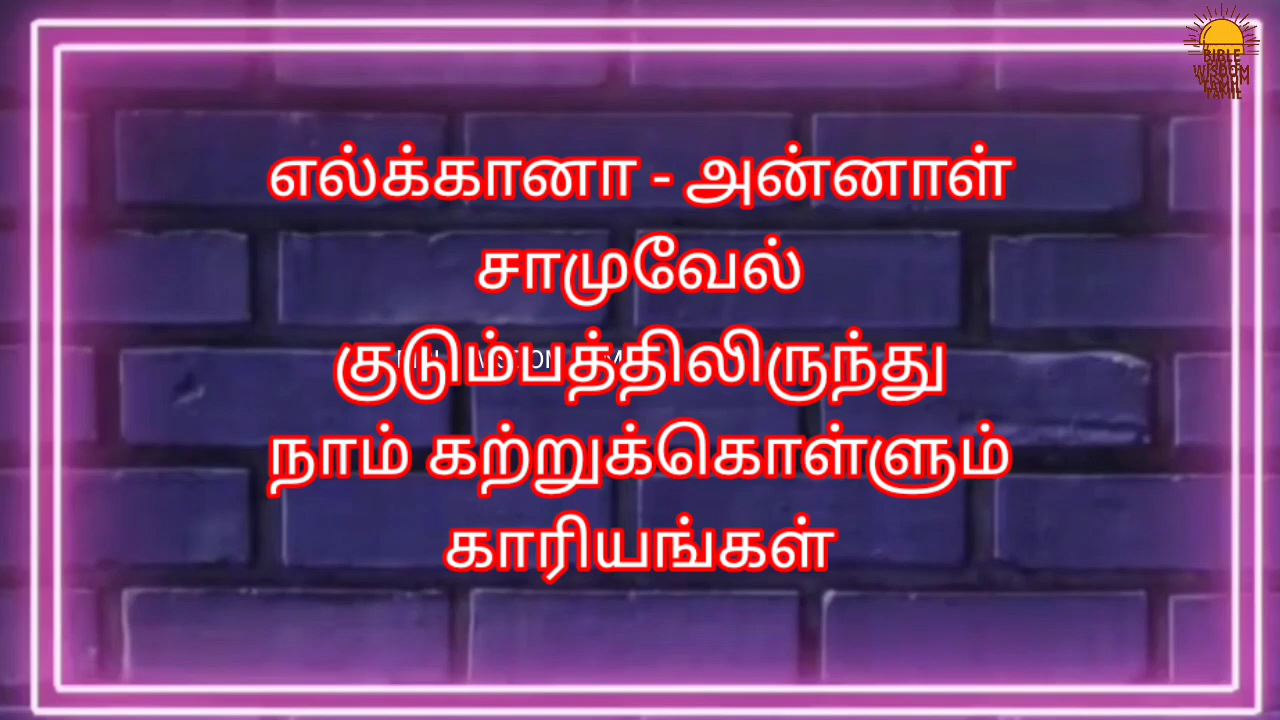 BIBLE
WISDOM
TAMIL
எல்க்கானா - அன்னாள்
சாமுவேல்
குடும்பத்திலிருந்து
நாம் கற்றுக்கொள்ளும்
காரியங்கள்